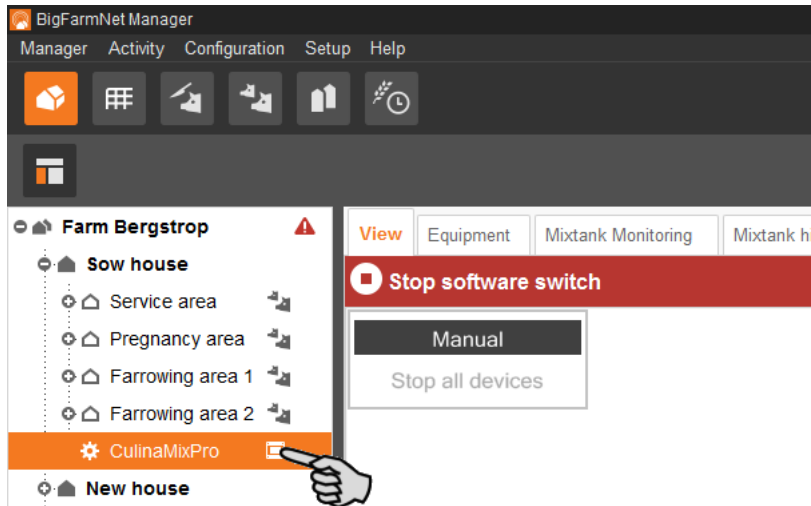 BigFarmNet Manager
Manager Activity Configuration Setup Help
Farm Bergstrop
Sow house
Service area
Pregnancy area
Farrowing area 1
Farrowing area 2
CulinaMixPro
New house
View Equipment Mixtank Monitoring Mixtank
Stop software switch
Manual
Stop all devices